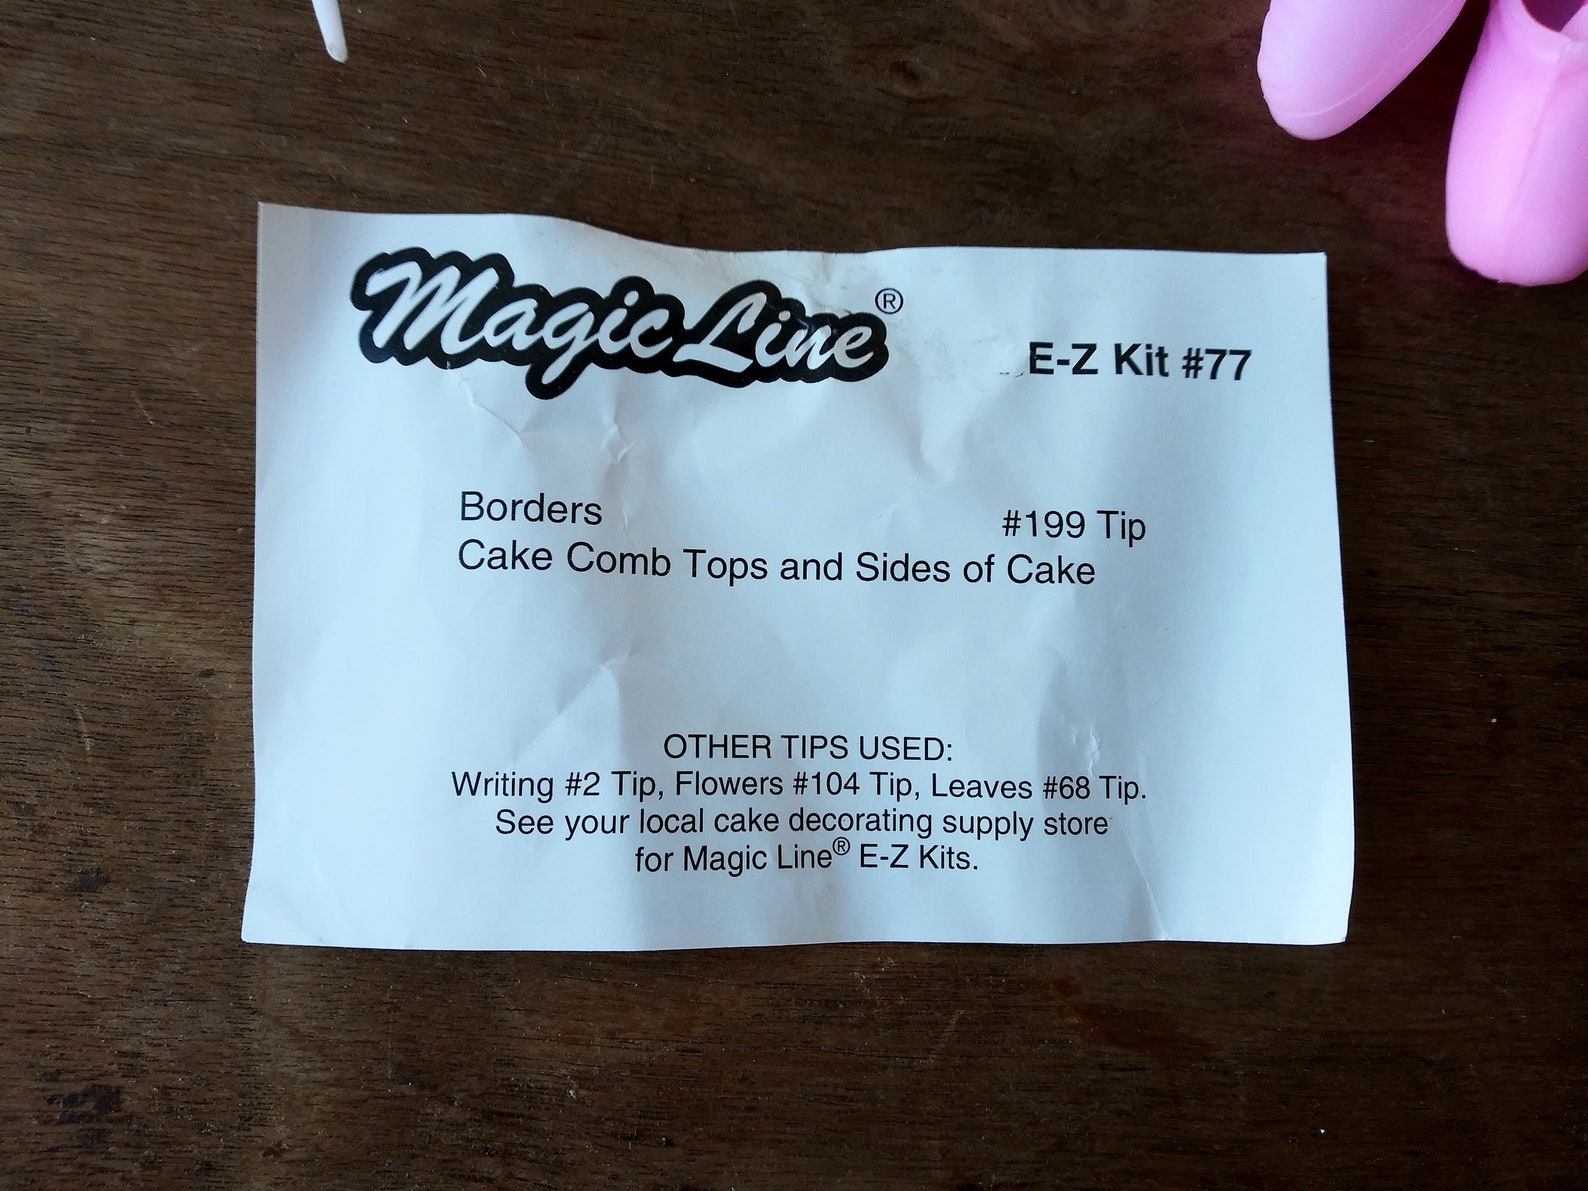 Magic Line®
E-Z Kit #77
Borders #199 Tip
Cake Comb Tops and Sides of Cake
OTHER TIPS USED:
Writing #2 Tip, Flowers #104 Tip, Leaves #68 Tip.
See your local cake decorating supply store
for Magic Line® E-Z Kits.